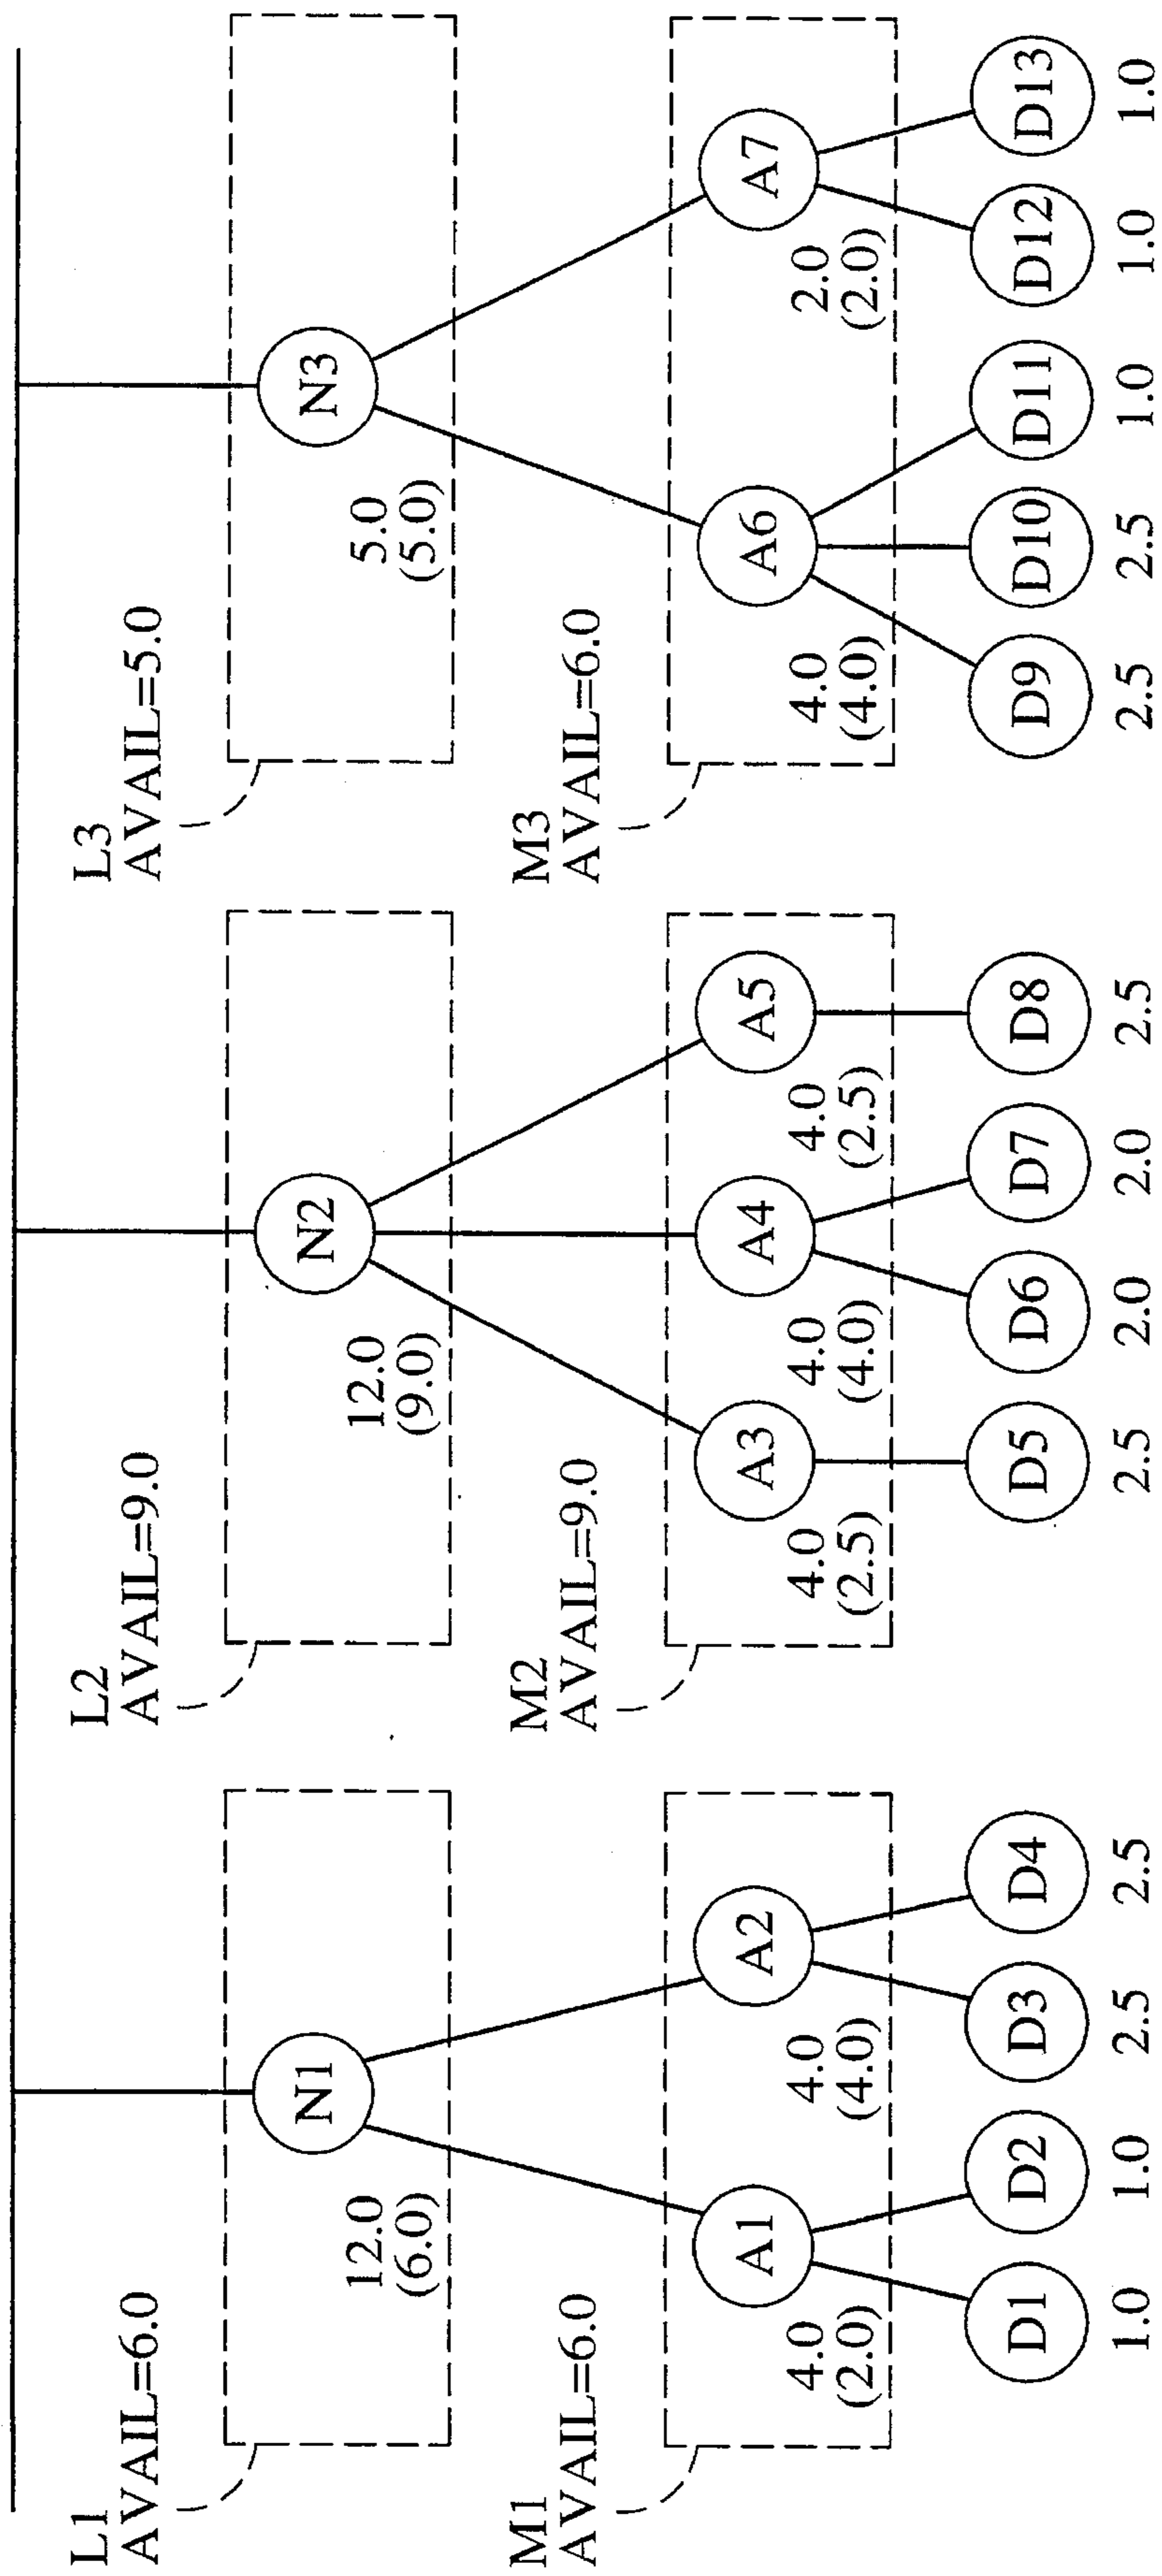 L1
AVAIL=6.0
L2
AVAIL=9.0
L3
AVAIL=5.0
N1
N2
N3
12.0
(6.0)
12.0
(9.0)
5.0
(5.0)
M1
AVAIL=6.0
M2
AVAIL=9.0
M3
AVAIL=6.0
A1
A2
A3
A4
A5
A6
A7
4.0
(2.0)
4.0
(4.0)
4.0
(2.5)
4.0
(4.0)
4.0
(2.5)
4.0
(4.0)
2.0
(2.0)
D1
D2
D3
D4
D5
D6
D7
D8
D9
D10
D11
D12
D13
1.0
1.0
2.5
2.5
2.5
2.0
2.0
2.5
2.5
2.5
1.0
1.0
1.0